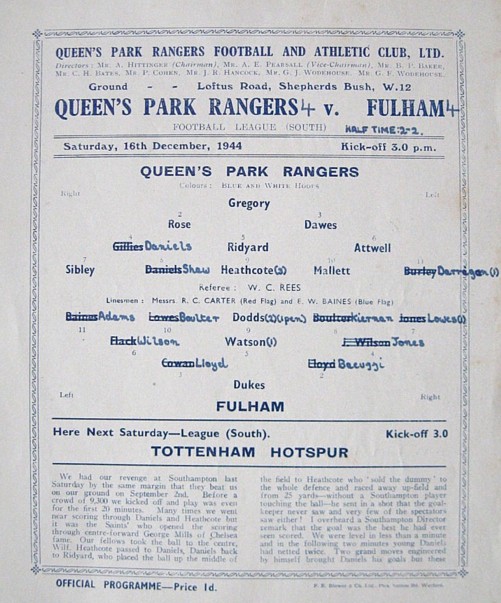 QUEEN'S PARK RANGERS FOOTBALL AND ATHLETIC CLUB, LTD.
Directors: Mr. A. Hittinger (Chairman), Mr. A. E. Pearsall (Vice-Chairman), Mr. B. P. Baker,
Mr. C. H. Bates, Mr. P. Cohen, Mr. J. R. Hancock, Mr. G. J. Wodehouse, Mr. G. F. Wodehouse.
Ground - - Loftus Road, Shepherds Bush, W.12
QUEEN'S PARK RANGERS 4 v. FULHAM 4
FOOTBALL LEAGUE (SOUTH) HALF TIME: 2-2.
Saturday, 16th December, 1944 Kick-off 3.0 p.m.
QUEEN'S PARK RANGERS
Colours: Blue and White Hoops
Right Left
Gregory
2 3
Rose Dawes
4 5 6
Gillies Daniels Ridyard Attwell
7 8 9 10 11
Sibley Daniels Shaw Heathcote(2) Mallett Burley Darragon(1)
Referee: W. C. REES
Linesmen: Messrs. R. C. CARTER (Red Flag) and E. W. BAINES (Blue Flag)
Baines Adams Lowes Boulter Dodds(2)(1pen) Boulter Kiernan Jones Lowes(1)
11 10 9 8 7
Flack Wilson Watson(1) J. Wilson Jones
6 5 4
Cowan Lloyd Lloyd Bacuzzi
3 2
Dukes
Left Right
FULHAM
Here Next Saturday—League (South). Kick-off 3.0
TOTTENHAM HOTSPUR
We had our revenge at Southampton last
Saturday by the same margin that they beat us
on our ground on September 2nd. Before a
crowd of 9,300 we kicked off and play was even
for the first 20 minutes. Many times we went
near scoring through Daniels and Heathcote but
it was the Saints' who opened the scoring
through centre-forward George Mills of Chelsea
fame. Our fellows took the ball to the centre,
Wilf. Heathcote passed to Daniels, Daniels back
to Ridyard, who placed the ball up the middle of
the field to Heathcote who 'sold the dummy' to
the whole defence and raced away up-field and
from 25 yards—without a Southampton player
touching the ball—he sent in a shot that the goal-
keeper never saw and very few of the spectators
saw either! I overheard a Southampton Director
remark that the goal was the best he had ever
seen scored. We were level in less than a minute
and in the following two minutes young Daniels
had netted twice. Two grand moves engineered
by himself brought Daniels his goals but these
OFFICIAL PROGRAMME—Price 1d.